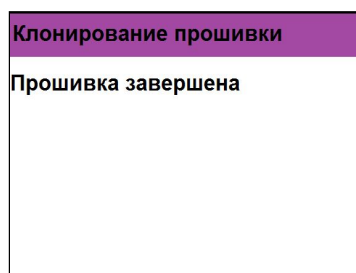 Клонирование прошивки
Прошивка завершена